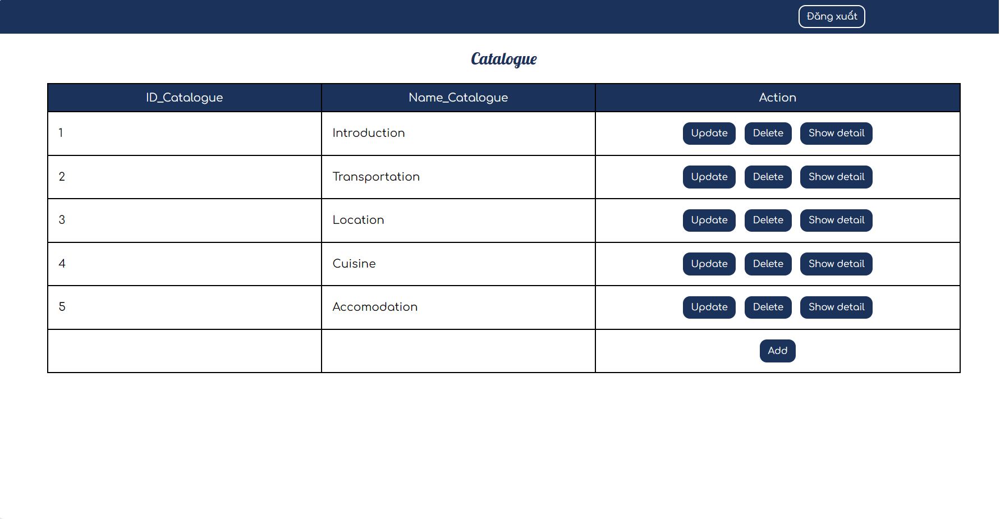 Đăng xuất
Catalogue
ID_Catalogue Name_Catalogue Action
1 Introduction Update Delete Show detail
2 Transportation Update Delete Show detail
3 Location Update Delete Show detail
4 Cuisine Update Delete Show detail
5 Accomodation Update Delete Show detail
Add